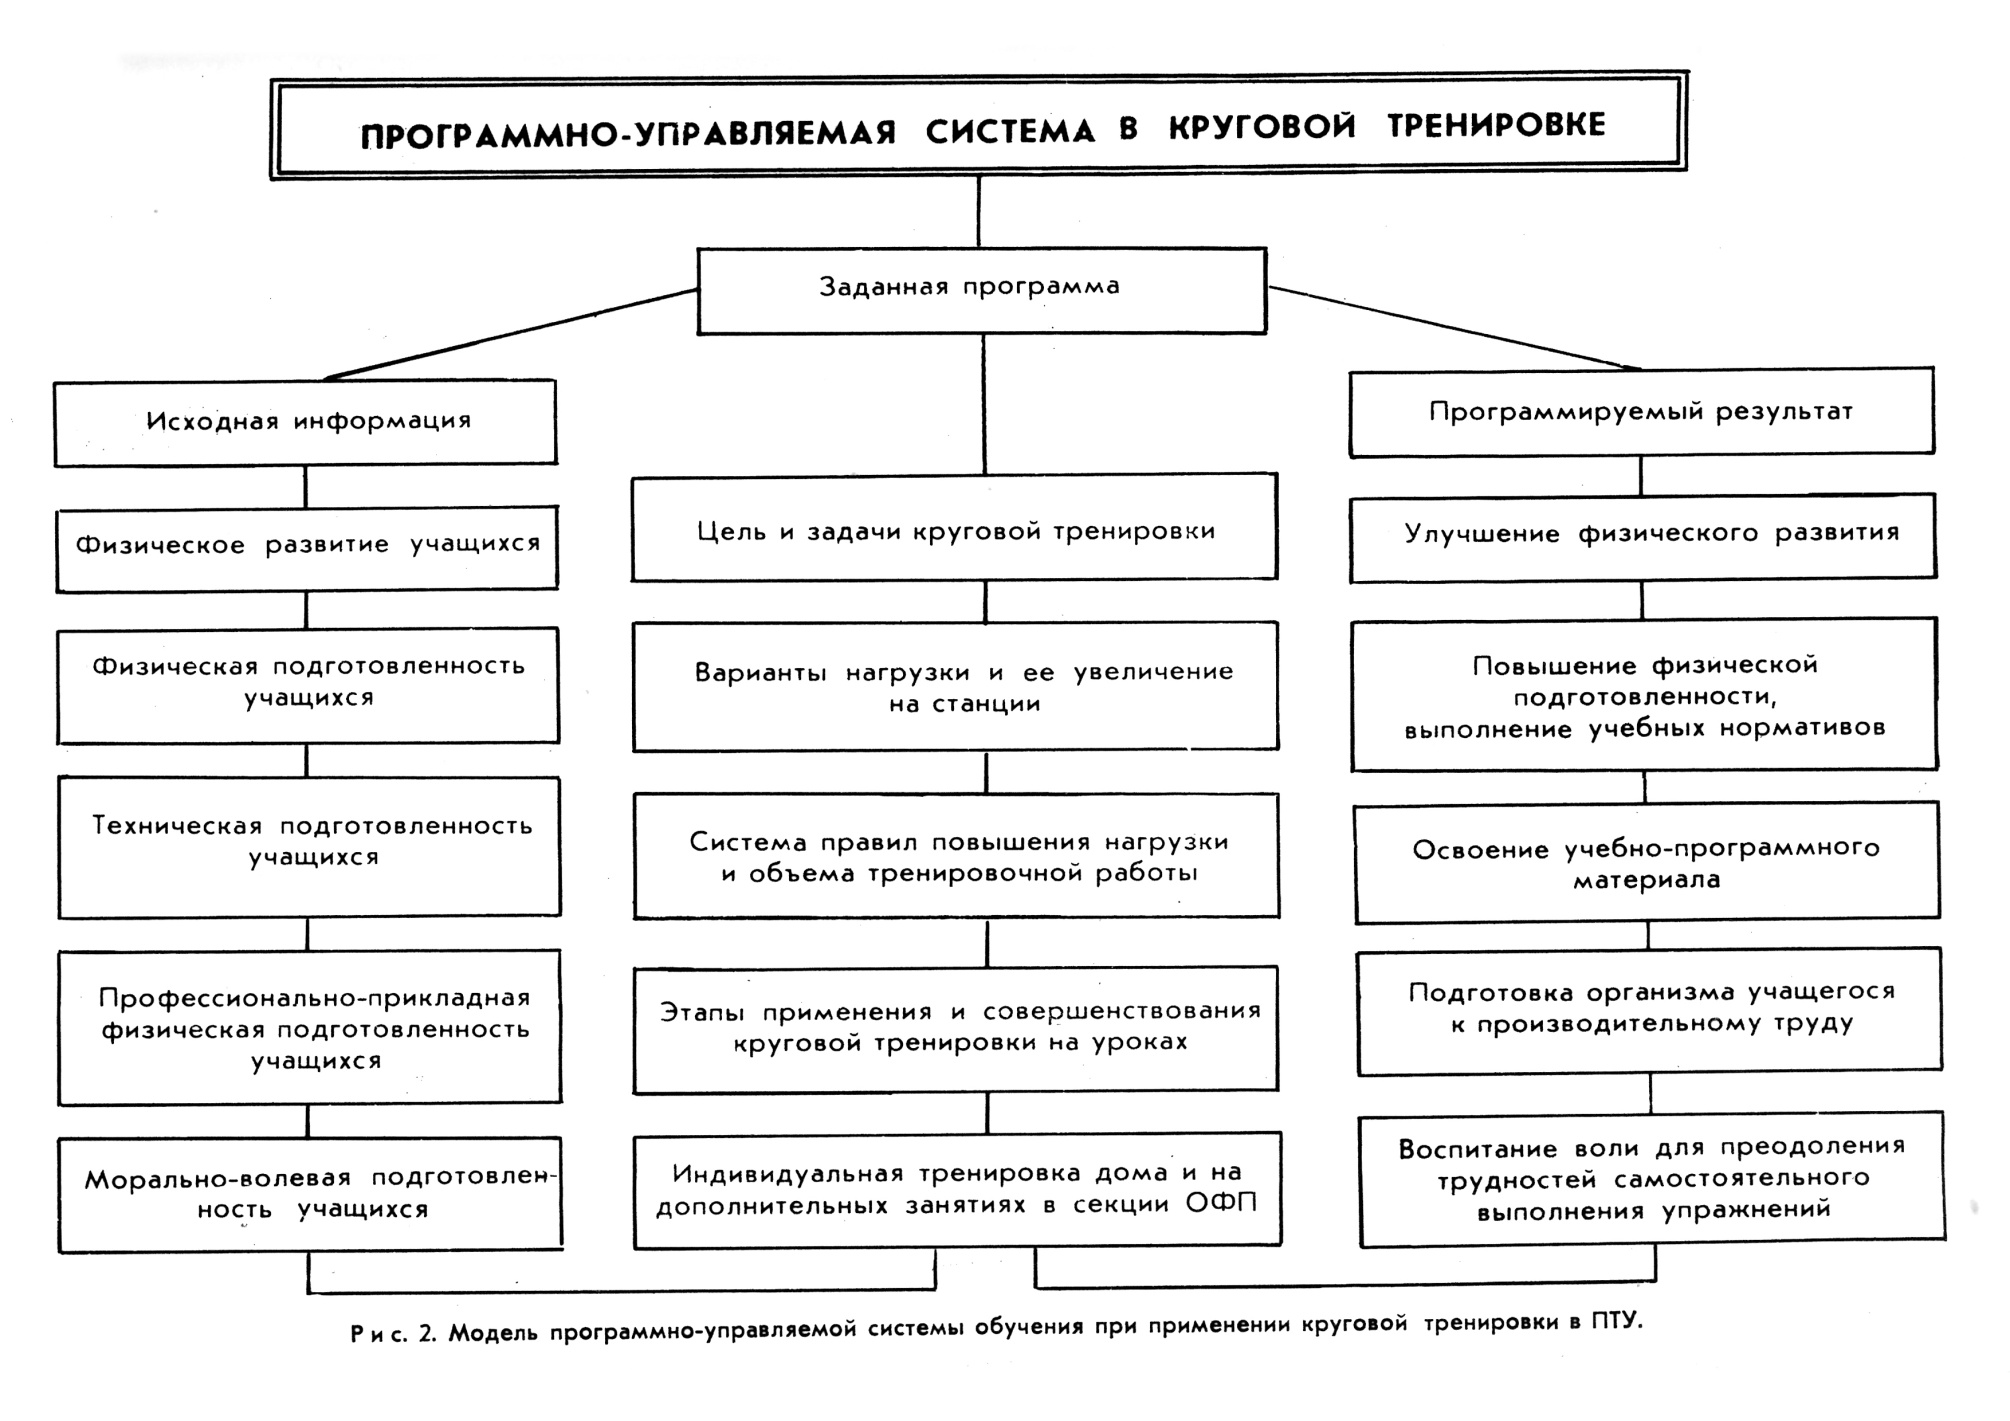 ПРОГРАММНО-УПРАВЛЯЕМАЯ СИСТЕМА В КРУГОВОЙ ТРЕНИРОВКЕ
Заданная программа
Исходная информация
Физическое развитие учащихся
Физическая подготовленность
учащихся
Техническая подготовленность
учащихся
Профессионально-прикладная
физическая подготовленность
учащихся
Морально-волевая подготовлен-
ность учащихся
Цель и задачи круговой тренировки
Варианты нагрузки и ее увеличение
на станции
Система правил повышения нагрузки
и объема тренировочной работы
Этапы применения и совершенствования
круговой тренировки на уроках
Индивидуальная тренировка дома и на
дополнительных занятиях в секции ОФП
Программируемый результат
Улучшение физического развития
Повышение физической
подготовленности,
выполнение учебных нормативов
Освоение учебно-программного
материала
Подготовка организма учащегося
к производительному труду
Воспитание воли для преодоления
трудностей самостоятельного
выполнения упражнений
Рис. 2. Модель программно-управляемой системы обучения при применении круговой тренировки в ПТУ.